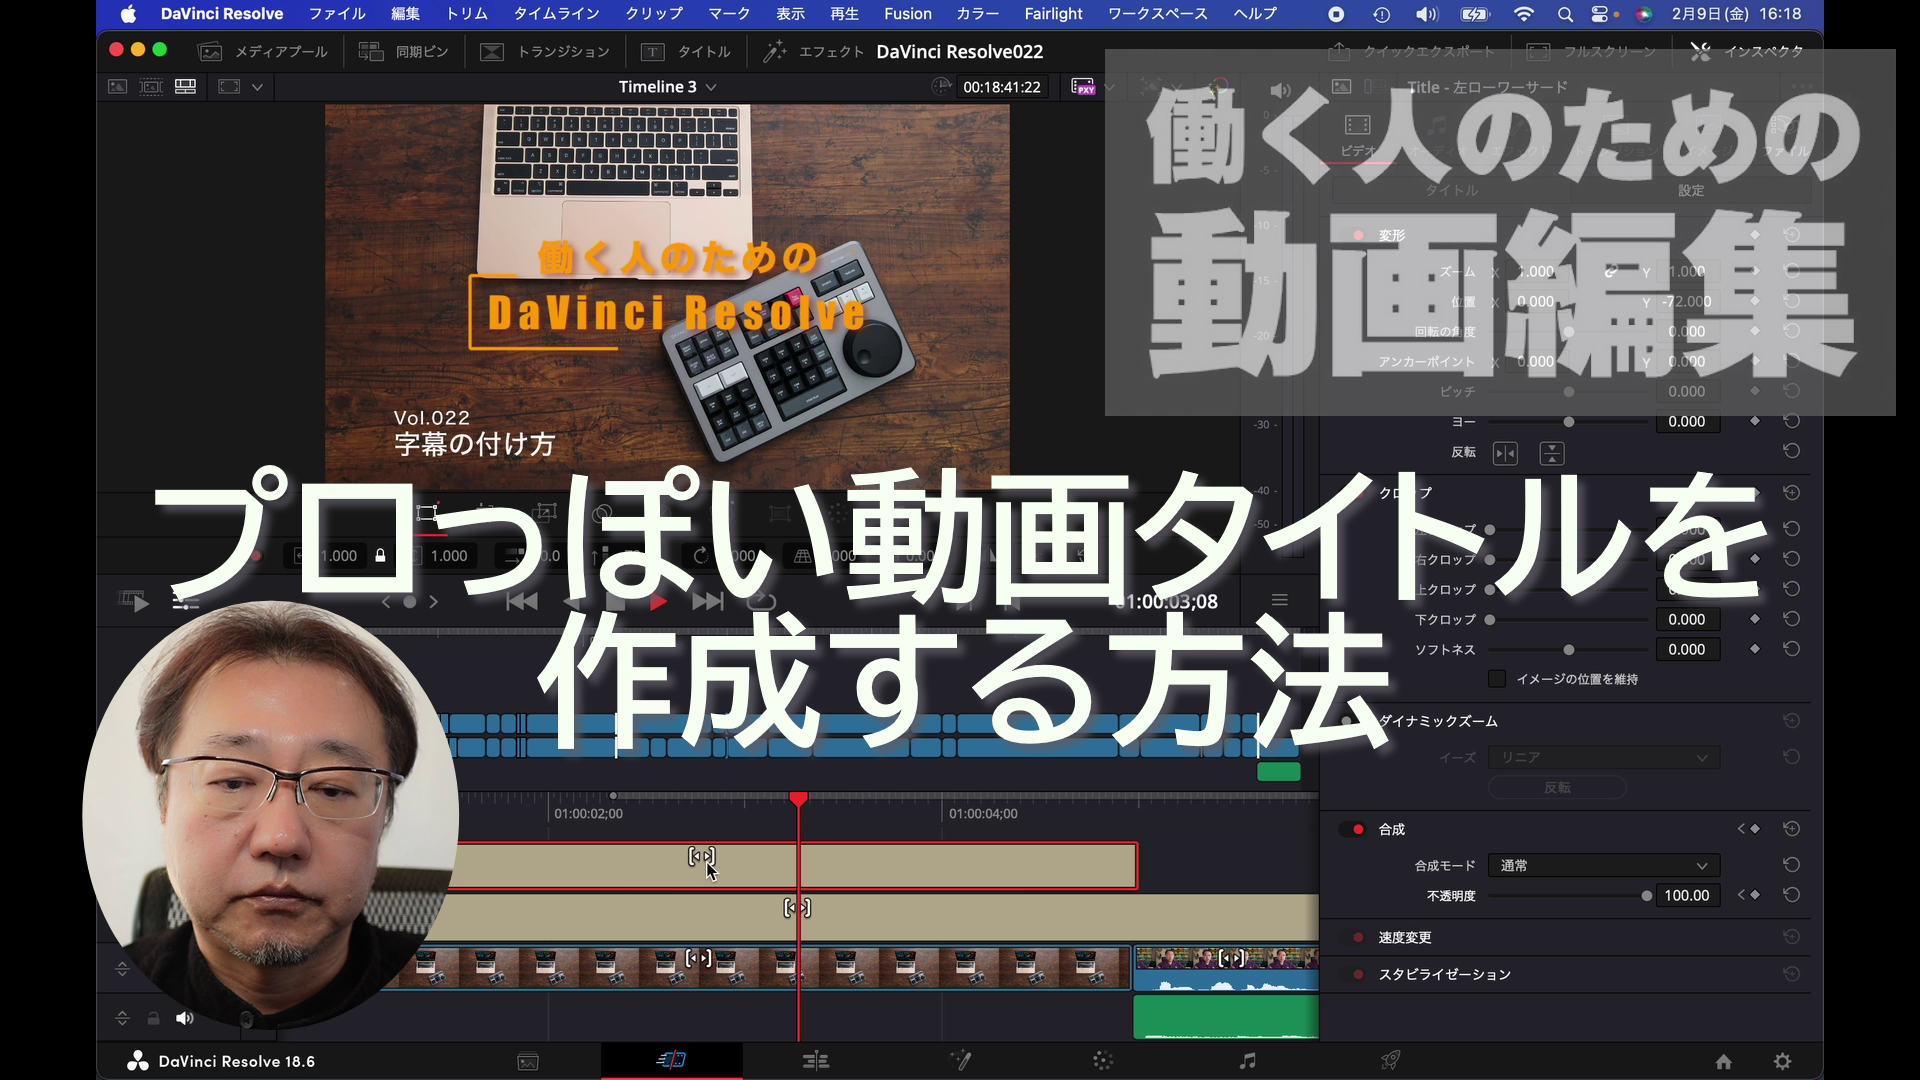 DaVinci Resolve ファイル 編集 トリム タイムライン クリップ マーク 表示 再生 Fusion カラー Fairlight ワークスペース ヘルプ 2月9日(金) 16:18
メディアプール 同期ビン トランジション タイトル エフェクト DaVinci Resolve022 クイックエクスポート フルスクリーン インスペクタ
Timeline 3 00:18:41:22 PXY Title - 左ローワーサード
働く人のための
動画編集
ビデオ ファイル
タイトル 設定
変形
ズーム X 1.000 Y 1.000
位置 X 0.000 Y -72.000
回転の角度 0.000
アンカーポイント X 0.000 Y 0.000
ピッチ 0.000
ヨー 0.000
反転
働く人のための
DaVinci Resolve
Vol.022
字幕の付け方
プロっぽい動画タイトルを
作成する方法
1.000 1.000
01:00:03;08
右クロップ
上クロップ
下クロップ 0.000
ソフトネス 0.000
イメージの位置を維持
ダイナミックズーム
イーズ リニア
反転
01:00:02;00 01:00:04;00
合成
合成モード 通常
不透明度 100.00
速度変更
スタビライゼーション
DaVinci Resolve 18.6